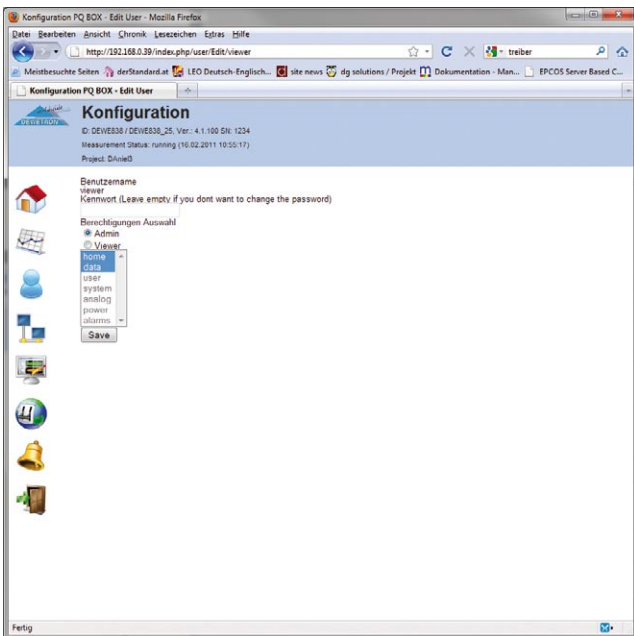 Konfiguration PQ BOX - Edit User - Mozilla Firefox
Datei Bearbeiten Ansicht Chronik Lesezeichen Extras Hilfe
http://192.168.0.39/index.php/user/Edit/viewer
treiber
Meistbesuchte Seiten derStandard.at LEO Deutsch-Englisch... site news dg solutions / Projekt Dokumentation - Man... EPCOS Server Based C...
Konfiguration PQ BOX - Edit User
DEWETRON
Konfiguration
ID: DEWE838 / DEWE838_25, Ver.: 4.1.100 SN: 1234
Measurement Status: running (16.02.2011 10:55:17)
Project: DAniel3
Benutzername
viewer
Kennwort (Leave empty if you dont want to change the password)
Berechtigungen Auswahl
Admin
Viewer
home
data
user
system
analog
power
alarms
Save
Fertig